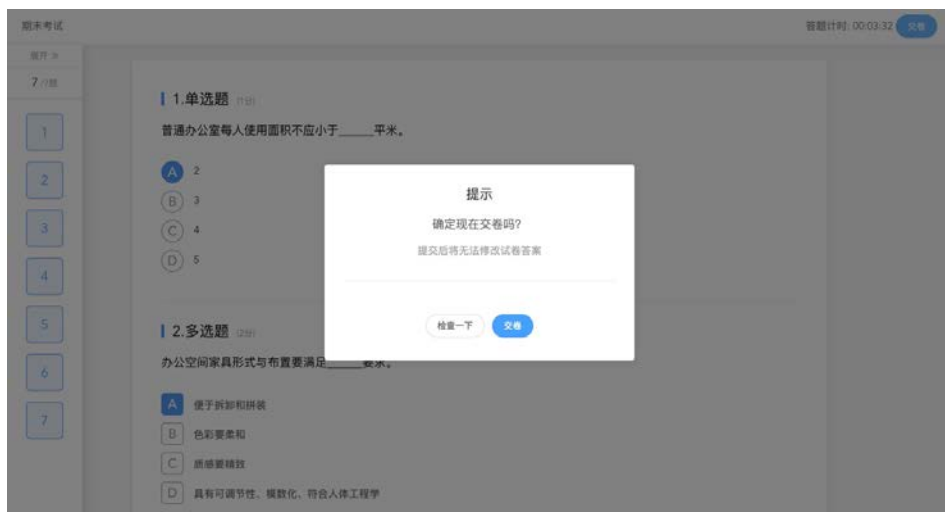 期末考试
答题计时: 00:03:32 交卷
展开
7 /7题
1
2
3
4
5
6
7
1.单选题 (1分)
普通办公室每人使用面积不应小于_____平米。
A 2
B 3
C 4
D 5
2.多选题 (2分)
办公空间家具形式与布置要满足_____要求。
A 便于拆卸和拼装
B 色彩要柔和
C 质感要精致
D 具有可调节性、模数化、符合人体工程学
提示
确定现在交卷吗?
提交后将无法修改试卷答案
检查一下 交卷